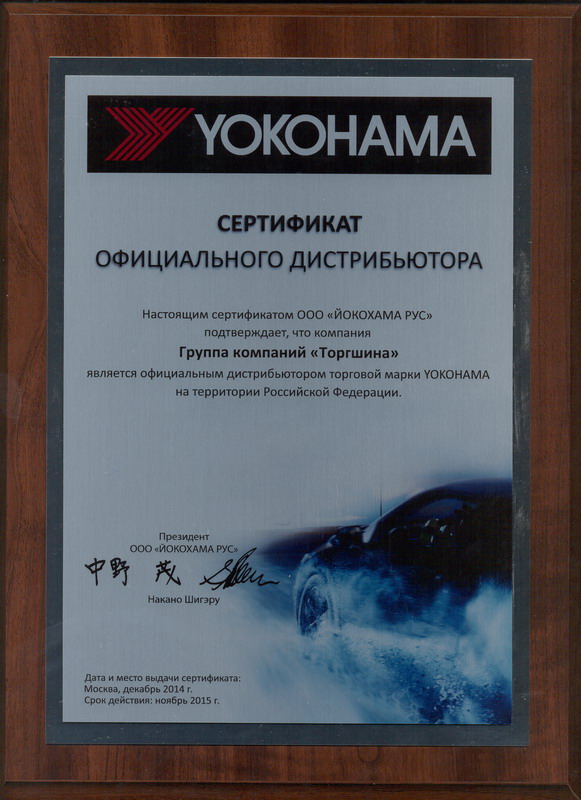 YOKOHAMA
СЕРТИФИКАТ
ОФИЦИАЛЬНОГО ДИСТРИБЬЮТОРА
Настоящим сертификатом ООО «ЙОКОХАМА РУС»
подтверждает, что компания
Группа компаний «Торгшина»
является официальным дистрибьютором торговой марки YOKOHAMA
на территории Российской Федерации.
Президент
ООО «ЙОКОХАМА РУС»
中野 茂
Накано Шигэру
Дата и место выдачи сертификата:
Москва, декабрь 2014 г.
Срок действия: ноябрь 2015 г.